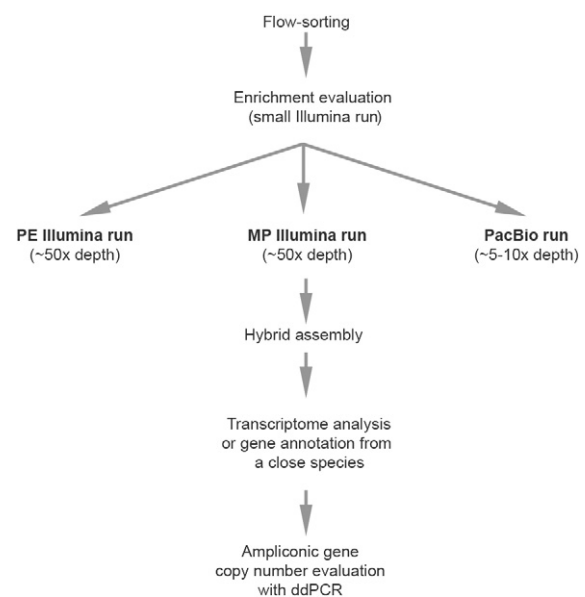 Flow-sorting
Enrichment evaluation
(small Illumina run)
PE Illumina run
(~50x depth)
MP Illumina run
(~50x depth)
PacBio run
(~5-10x depth)
Hybrid assembly
Transcriptome analysis
or gene annotation from
a close species
Ampliconic gene
copy number evaluation
with ddPCR